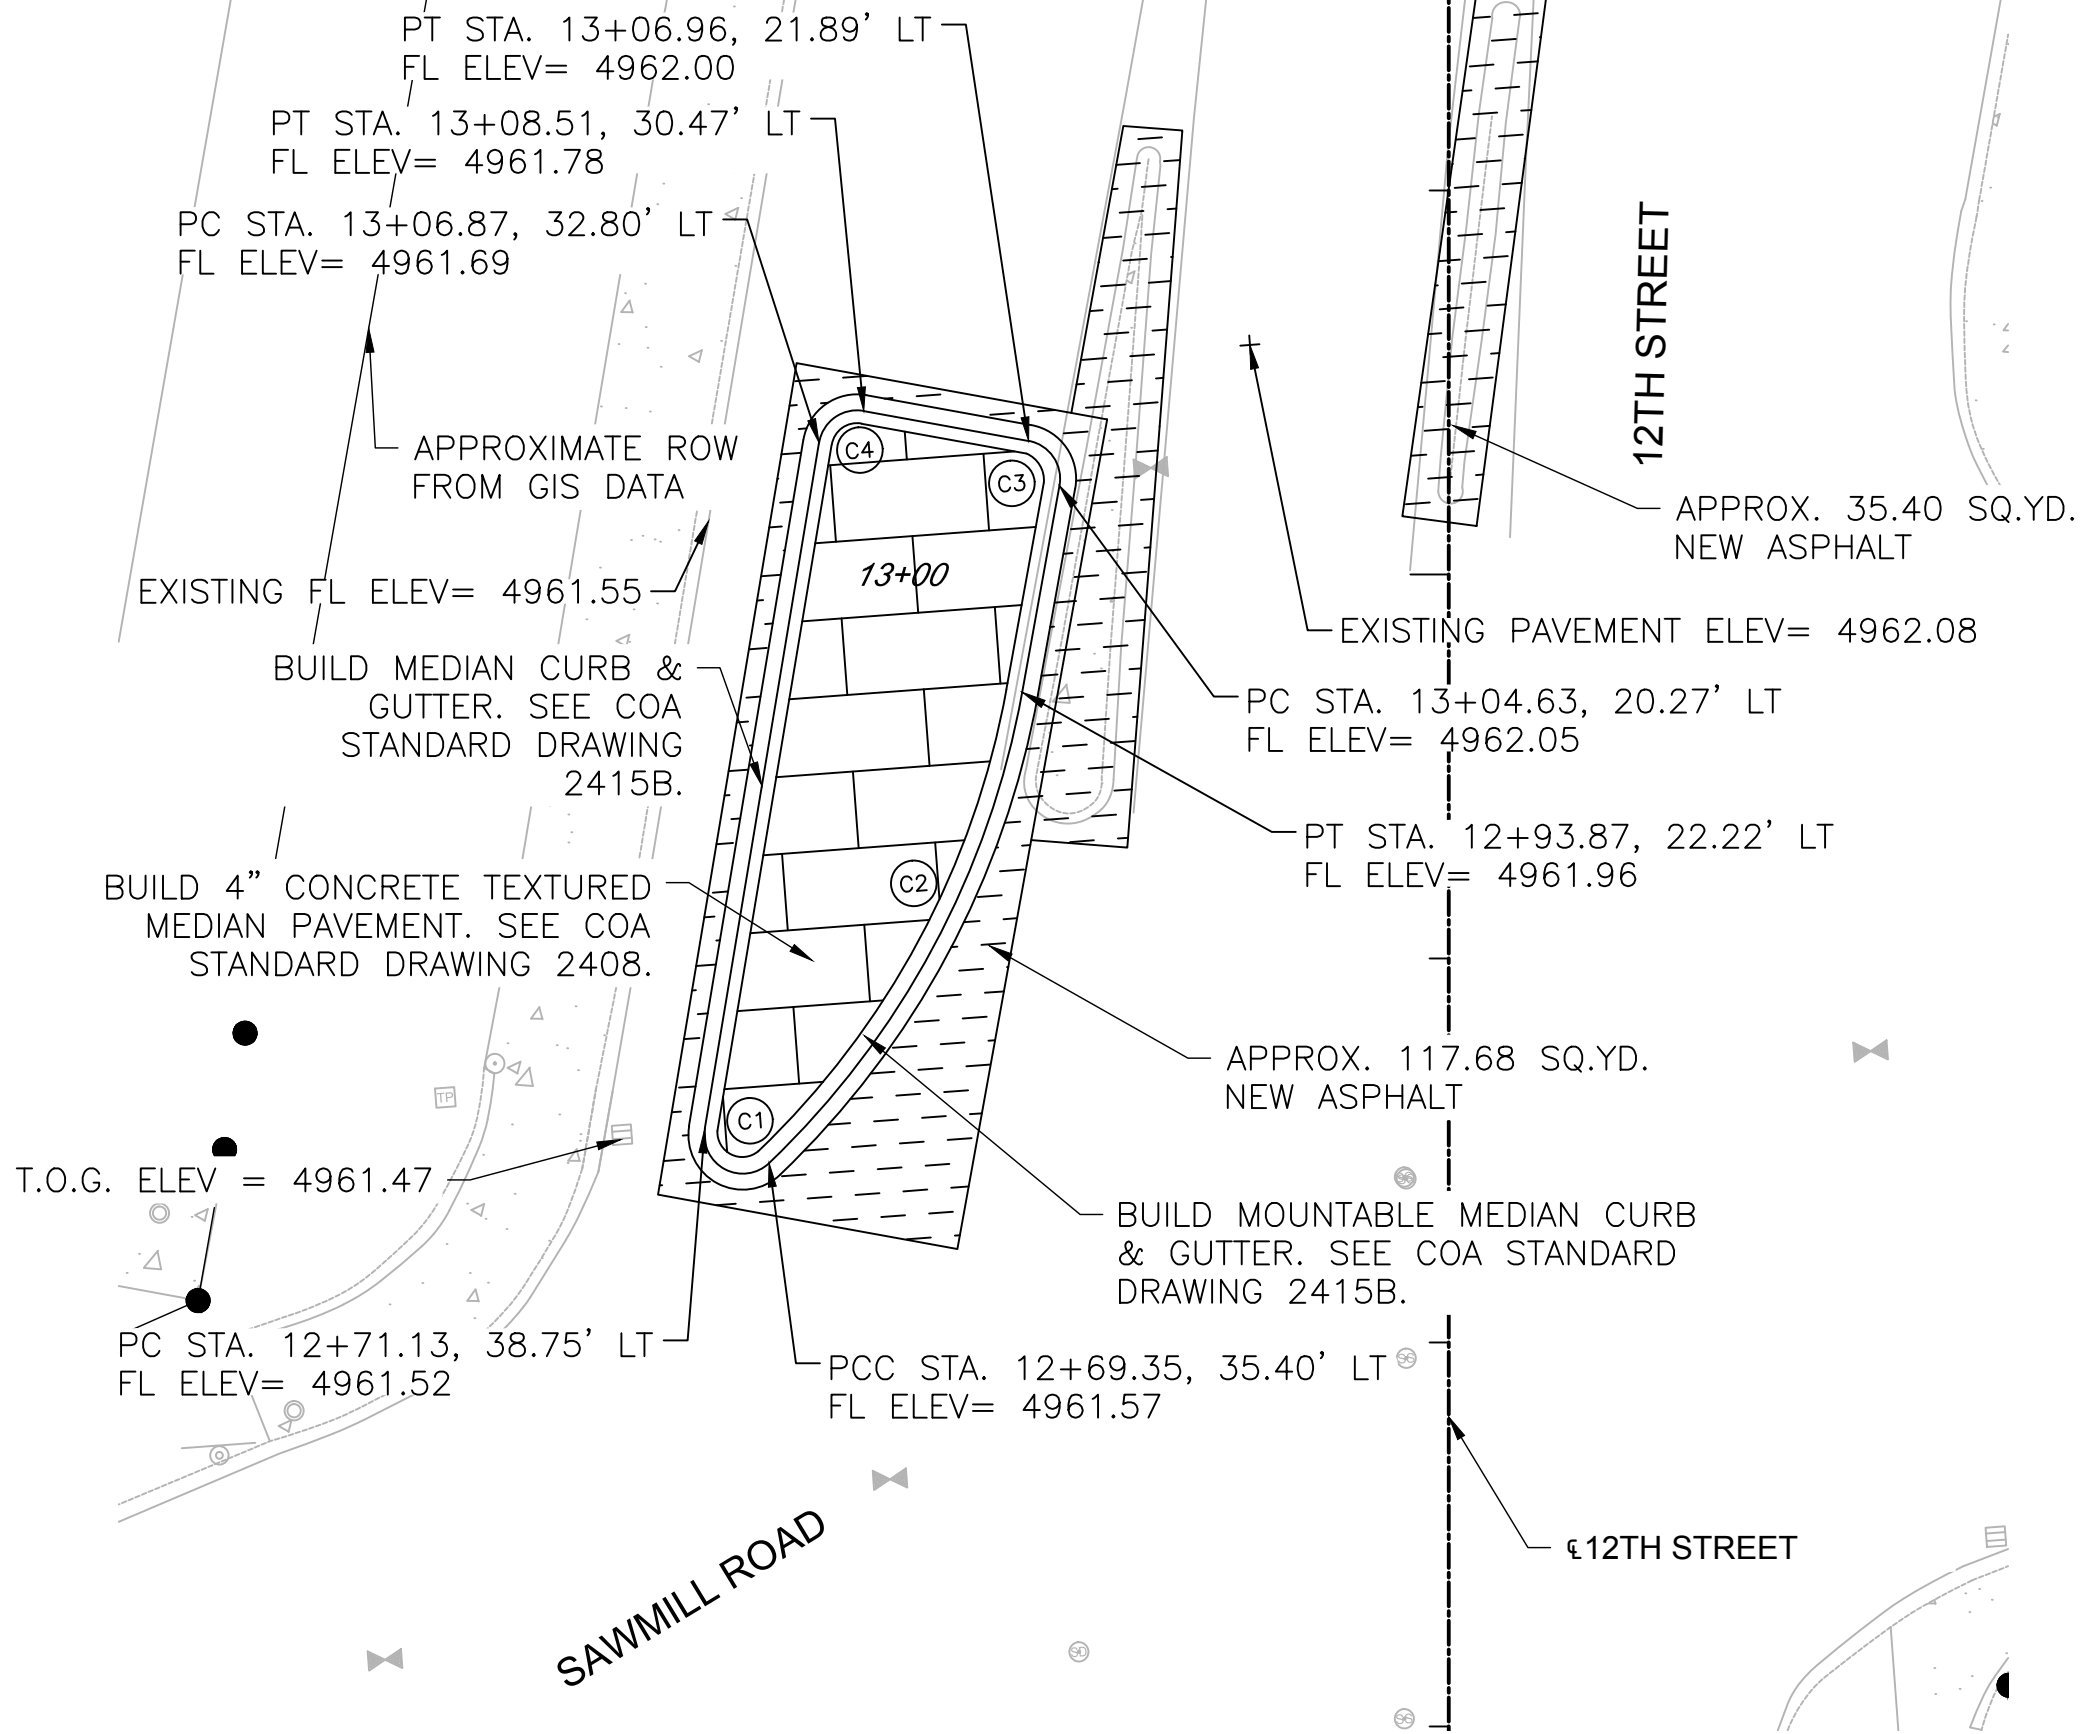 PT STA. 13+06.96, 21.89' LT
FL ELEV= 4962.00
PT STA. 13+08.51, 30.47' LT
FL ELEV= 4961.78
PC STA. 13+06.87, 32.80' LT
FL ELEV= 4961.69
12TH STREET
APPROXIMATE ROW
FROM GIS DATA
C4
C3
APPROX. 35.40 SQ.YD.
NEW ASPHALT
13+00
EXISTING FL ELEV= 4961.55
EXISTING PAVEMENT ELEV= 4962.08
BUILD MEDIAN CURB &
GUTTER. SEE COA
STANDARD DRAWING
2415B.
PC STA. 13+04.63, 20.27' LT
FL ELEV= 4962.05
PT STA. 12+93.87, 22.22' LT
FL ELEV= 4961.96
BUILD 4" CONCRETE TEXTURED
MEDIAN PAVEMENT. SEE COA
STANDARD DRAWING 2408.
C2
APPROX. 117.68 SQ.YD.
NEW ASPHALT
TP
C1
T.O.G. ELEV = 4961.47
SS
BUILD MOUNTABLE MEDIAN CURB
& GUTTER. SEE COA STANDARD
DRAWING 2415B.
PC STA. 12+71.13, 38.75' LT
FL ELEV= 4961.52
PCC STA. 12+69.35, 35.40' LT
FL ELEV= 4961.57
SS
℄12TH STREET
SAWMILL ROAD
SD
SS